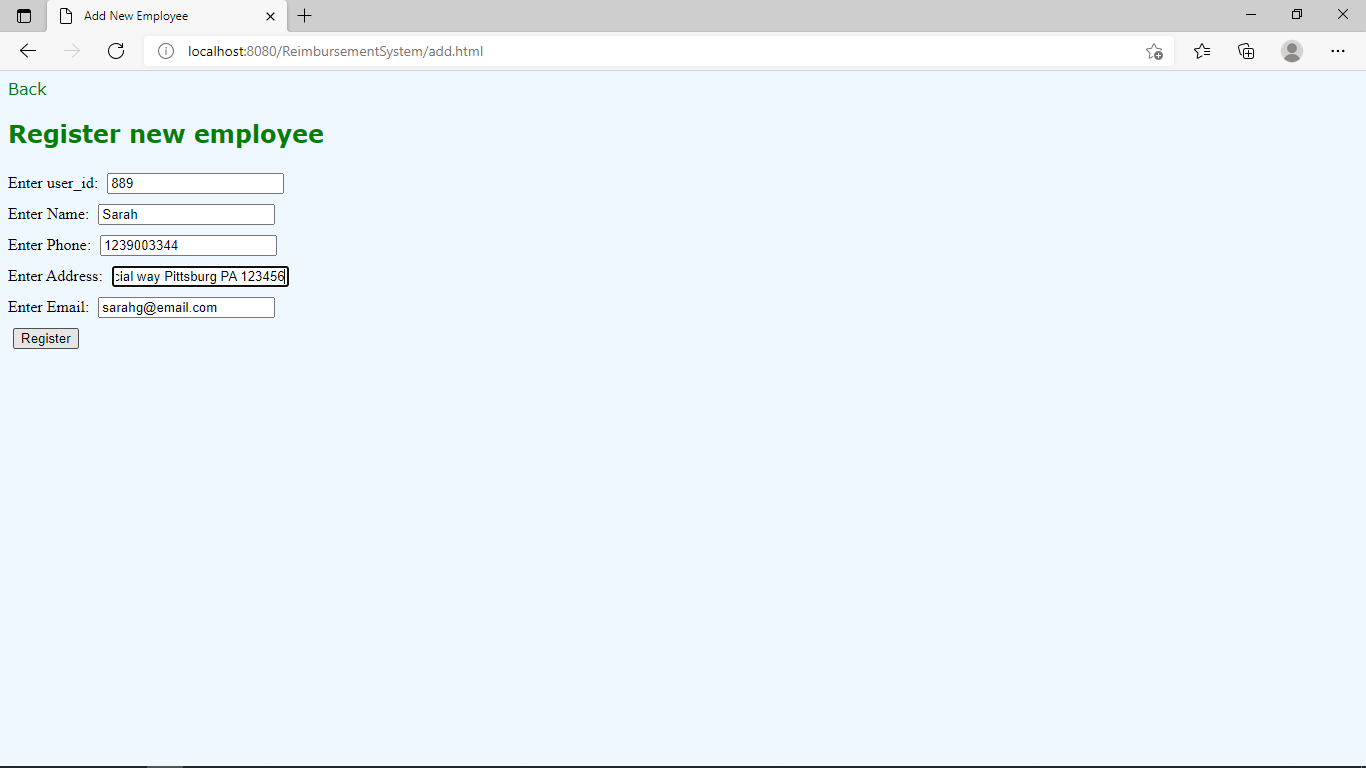 Add New Employee
localhost:8080/ReimbursementSystem/add.html
Back
Register new employee
Enter user_id: 889
Enter Name: Sarah
Enter Phone: 1239003344
Enter Address: cial way Pittsburg PA 123456
Enter Email: sarahg@email.com
Register